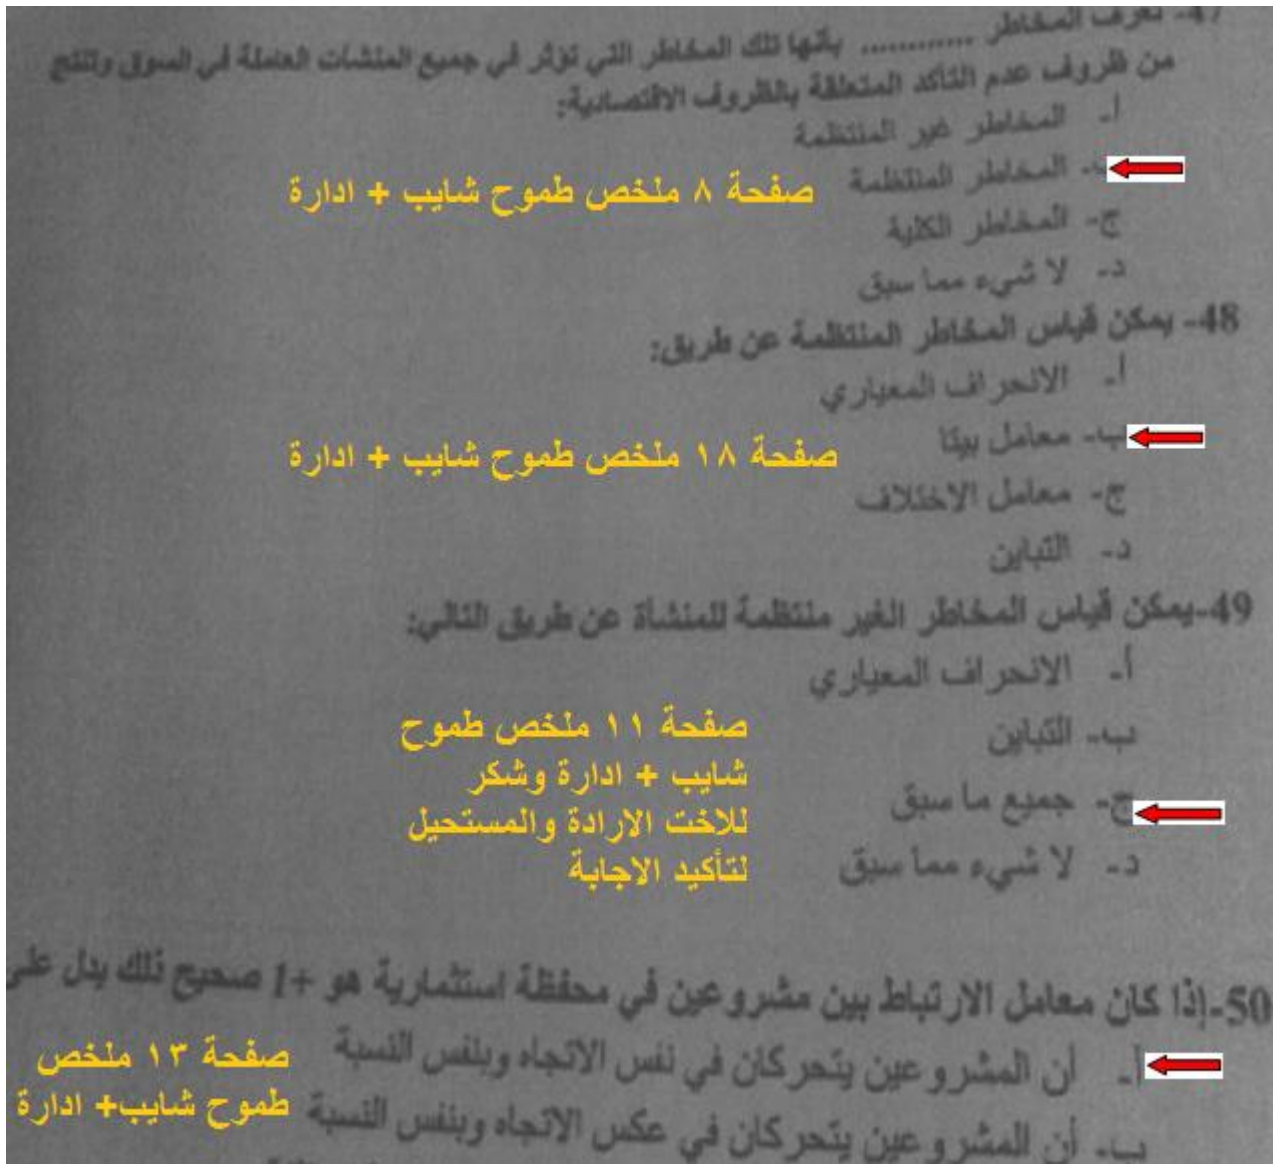 47- تعرف المخاطر ............ بأنها تلك المخاطر التي تؤثر في جميع المنشآت العاملة في السوق وتنتج
من ظروف عدم التأكد المتعلقة بالظروف الاقتصادية:
أ- المخاطر غير المنتظمة
ب- المخاطر المنتظمة
صفحة ٨ ملخص طموح شايب + ادارة
ج- المخاطر الكلية
د- لا شيء مما سبق
48- يمكن قياس المخاطر المنتظمة عن طريق:
أ- الانحراف المعياري
ب- معامل بيتا
صفحة ١٨ ملخص طموح شايب + ادارة
ج- معامل الاختلاف
د- التباين
49-يمكن قياس المخاطر الغير منتظمة للمنشأة عن طريق التالي:
أ- الانحراف المعياري
ب- التباين
ج- جميع ما سبق
د- لا شيء مما سبق
صفحة ١١ ملخص طموح
شايب + ادارة وشكر
للاخت الارادة والمستحيل
لتأكيد الاجابة
50-إذا كان معامل الارتباط بين مشروعين في محفظة استثمارية هو +1 صحيح ذلك يدل على
أ- أن المشروعين يتحركان في نفس الاتجاه وبنفس النسبة
ب- أن المشروعين يتحركان في عكس الاتجاه وبنفس النسبة
صفحة ١٣ ملخص
طموح شايب+ ادارة